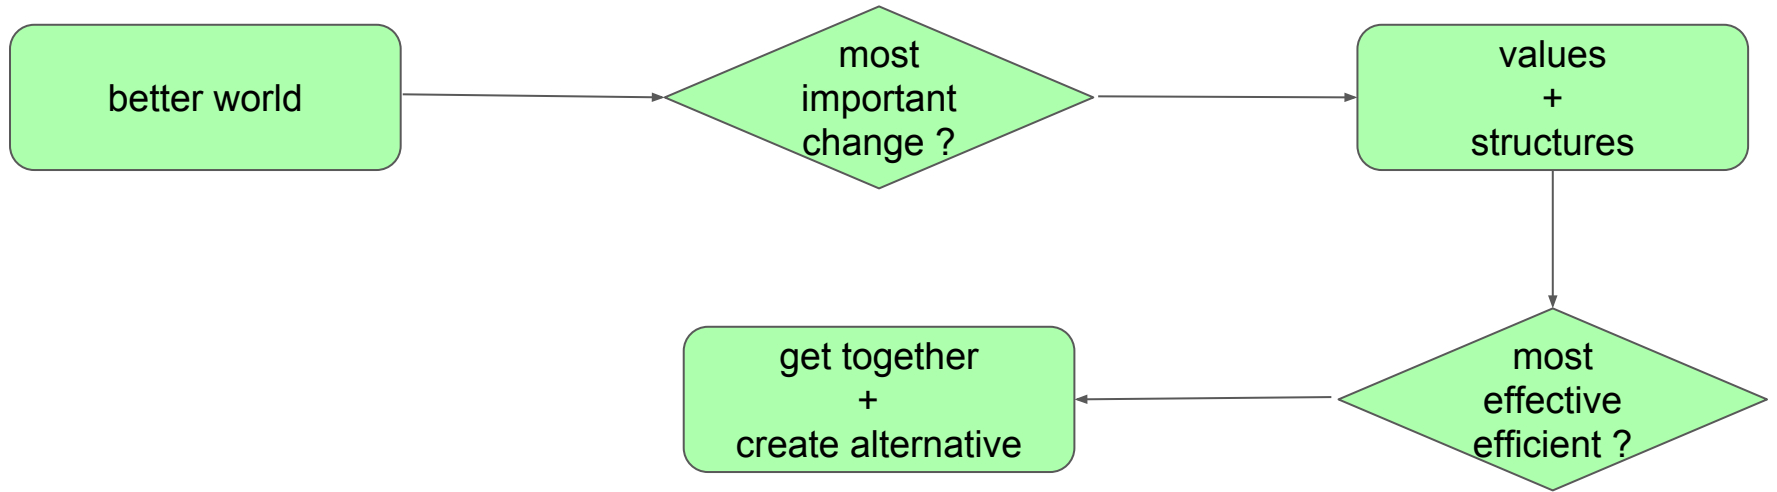 better world
most
important
change ?
values
+
structures
most
effective
efficient ?
get together
+
create alternative